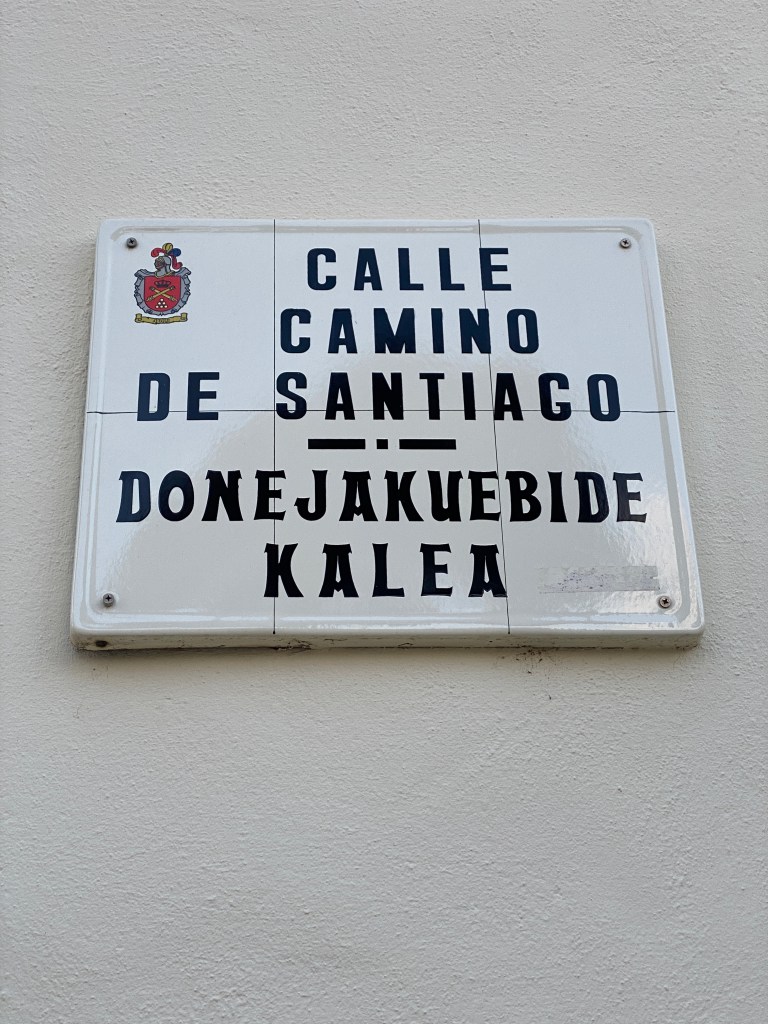 CALLE
CAMINO
DE SANTIAGO
DONEJAKUEBIDE
KALEA